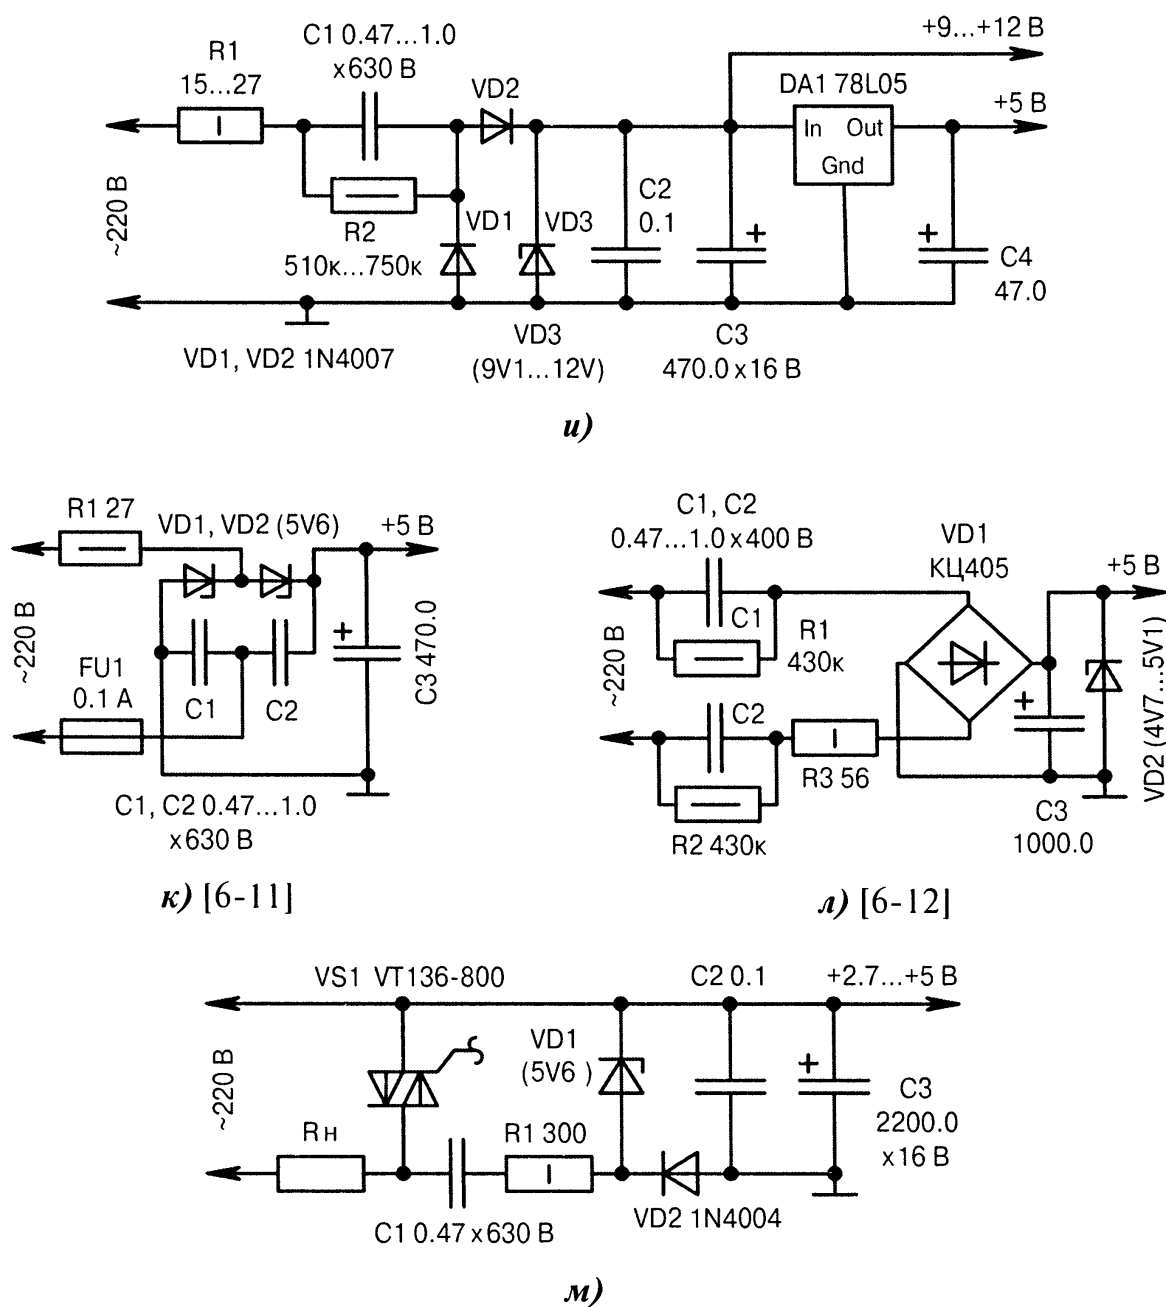 C1 0.47...1.0
x630 В
R1
15...27
VD2
+9...+12 В
DA1 78L05
+5 В
In Out
Gnd
~220 В
R2
510к...750к
VD1
VD3
C2
0.1
C4
47.0
VD1, VD2 1N4007
VD3
(9V1...12V)
C3
470.0 x16 В
и)
R1 27
VD1, VD2 (5V6)
+5 В
~220 В
FU1
0.1 А
C1
C2
C3 470.0
C1, C2 0.47...1.0
x630 В
к) [6-11]
C1, C2
0.47...1.0 x400 В
VD1
КЦ405
+5 В
~220 В
C1
R1
430к
C2
R3 56
R2 430к
C3
1000.0
VD2 (4V7...5V1)
л) [6-12]
VS1 VT136-800
C2 0.1
+2.7...+5 В
~220 В
VD1
(5V6 )
Rн
R1 300
C3
2200.0
x16 В
C1 0.47 x630 В
VD2 1N4004
м)